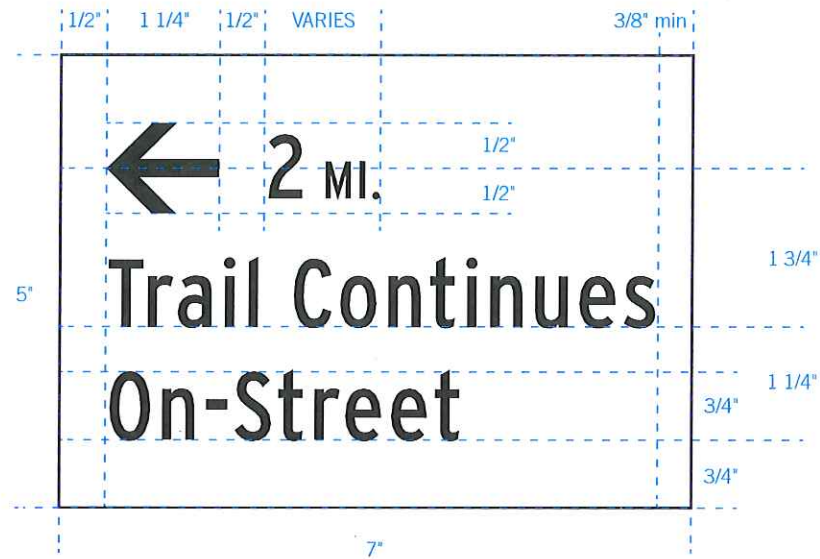 1/2" 1 1/4" 1/2" VARIES 3/8" min
2 MI.
1/2"
1/2"
1 3/4"
5"
Trail Continues
1 1/4"
On-Street
3/4"
3/4"
7"